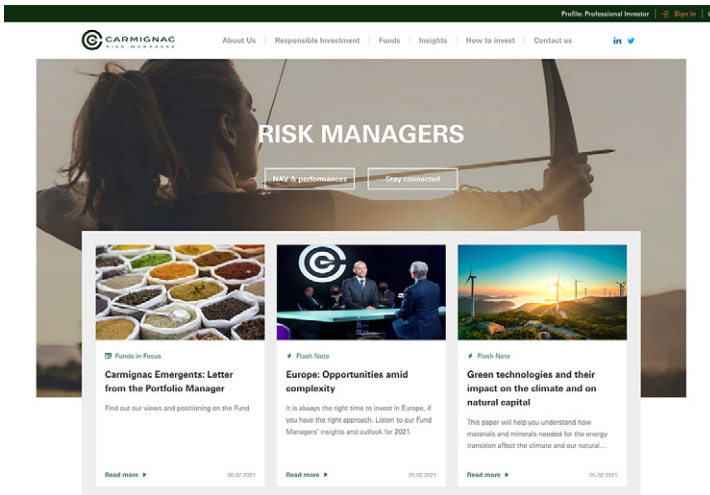 Profile: Professional Investor
Sign in
CARMIGNAC
RISK MANAGERS
About Us
Responsible Investment
Funds
Insights
How to invest
Contact us
RISK MANAGERS
NAV & performances
Stay connected
Funds in Focus
Carmignac Emergents: Letter
from the Portfolio Manager
Find out our views and positioning on the Fund
Read more
08.02 2021
Flash Note
Europe: Opportunities amid
complexity
It is always the right time to invest in Europe, if
you have the right approach. Listen to our Fund
Managers' insights and outlook for 2021.
Read more
05.02 2021
Flash Note
Green technologies and their
impact on the climate and on
natural capital
This paper will help you understand how
materials and minerals needed for the energy
transition affect the climate and our natural...
Read more
05.02 2021